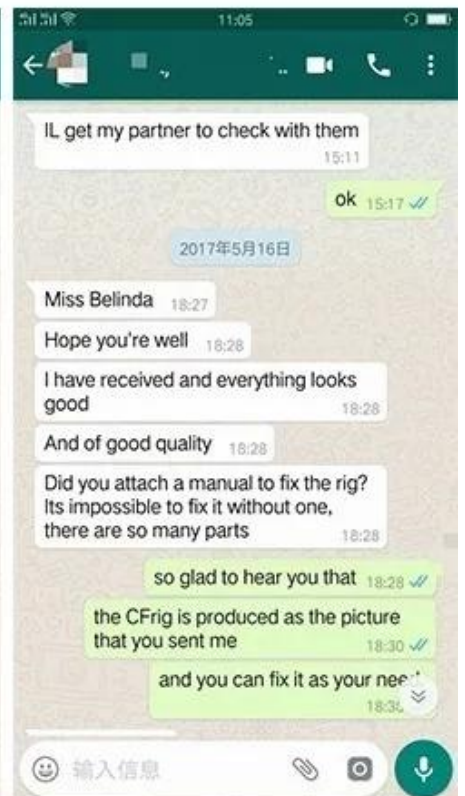 11:05
IL get my partner to check with them
15:11
ok 15:17
2017年5月16日
Miss Belinda 18:27
Hope you're well 18:28
I have received and everything looks
good
18:28
And of good quality 18:28
Did you attach a manual to fix the rig?
Its impossible to fix it without one,
there are so many parts
18:28
so glad to hear you that 18:28
the CFrig is produced as the picture
that you sent me
18:30
and you can fix it as your need
输入信息